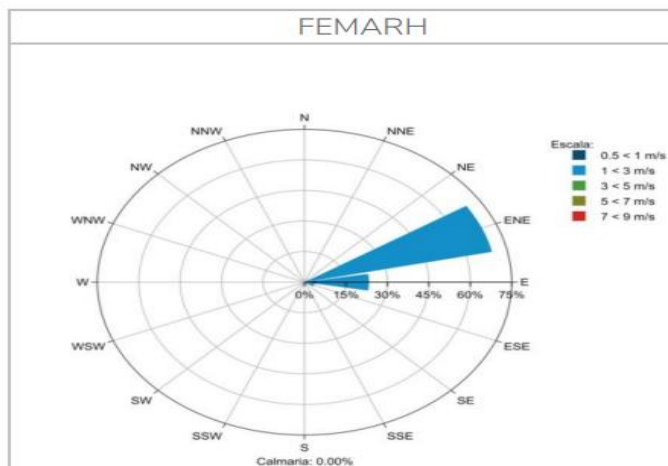 FEMARH
N
NNW
NNE
NW
NE
WNW
ENE
W
E
0%
15%
30%
45%
60%
75%
WSW
ESE
SW
SE
SSW
SSE
S
Calmaria: 0.00%
Escala:
0.5 < 1 m/s
1 < 3 m/s
3 < 5 m/s
5 < 7 m/s
7 < 9 m/s